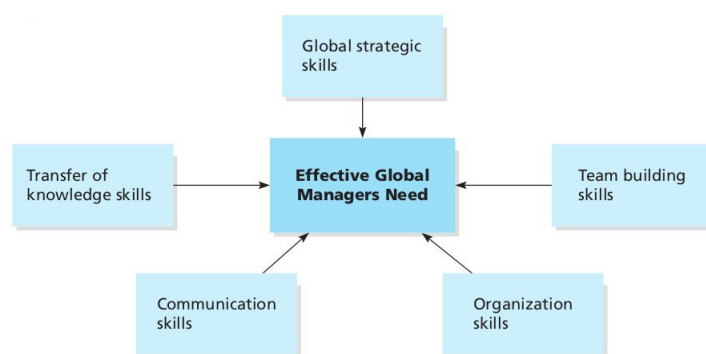 Global strategic
skills
Transfer of
knowledge skills
Effective Global
Managers Need
Team building
skills
Communication
skills
Organization
skills